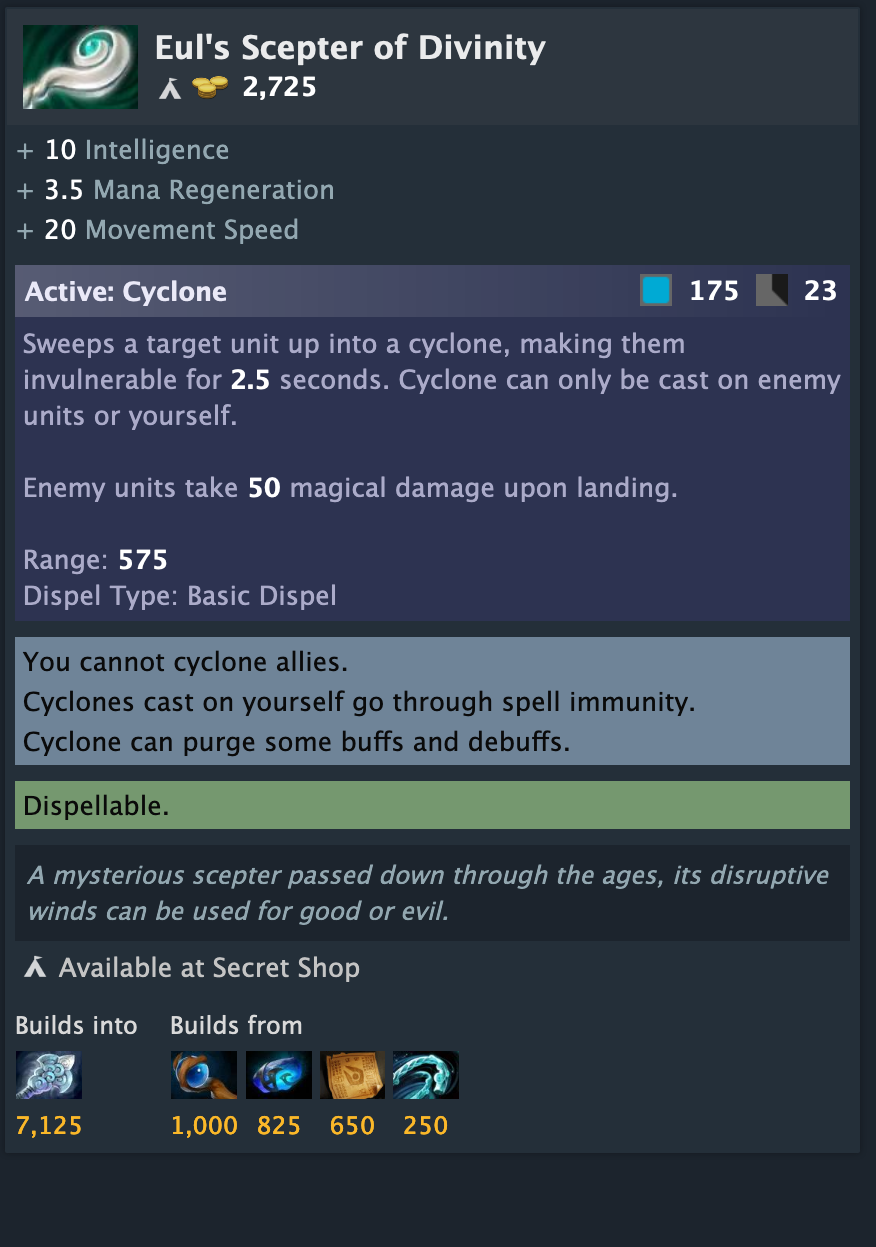 Eul's Scepter of Divinity
2,725
+ 10 Intelligence
+ 3.5 Mana Regeneration
+ 20 Movement Speed
Active: Cyclone 175 23
Sweeps a target unit up into a cyclone, making them
invulnerable for 2.5 seconds. Cyclone can only be cast on enemy
units or yourself.
Enemy units take 50 magical damage upon landing.
Range: 575
Dispel Type: Basic Dispel
You cannot cyclone allies.
Cyclones cast on yourself go through spell immunity.
Cyclone can purge some buffs and debuffs.
Dispellable.
A mysterious scepter passed down through the ages, its disruptive
winds can be used for good or evil.
Available at Secret Shop
Builds into Builds from
7,125 1,000 825 650 250